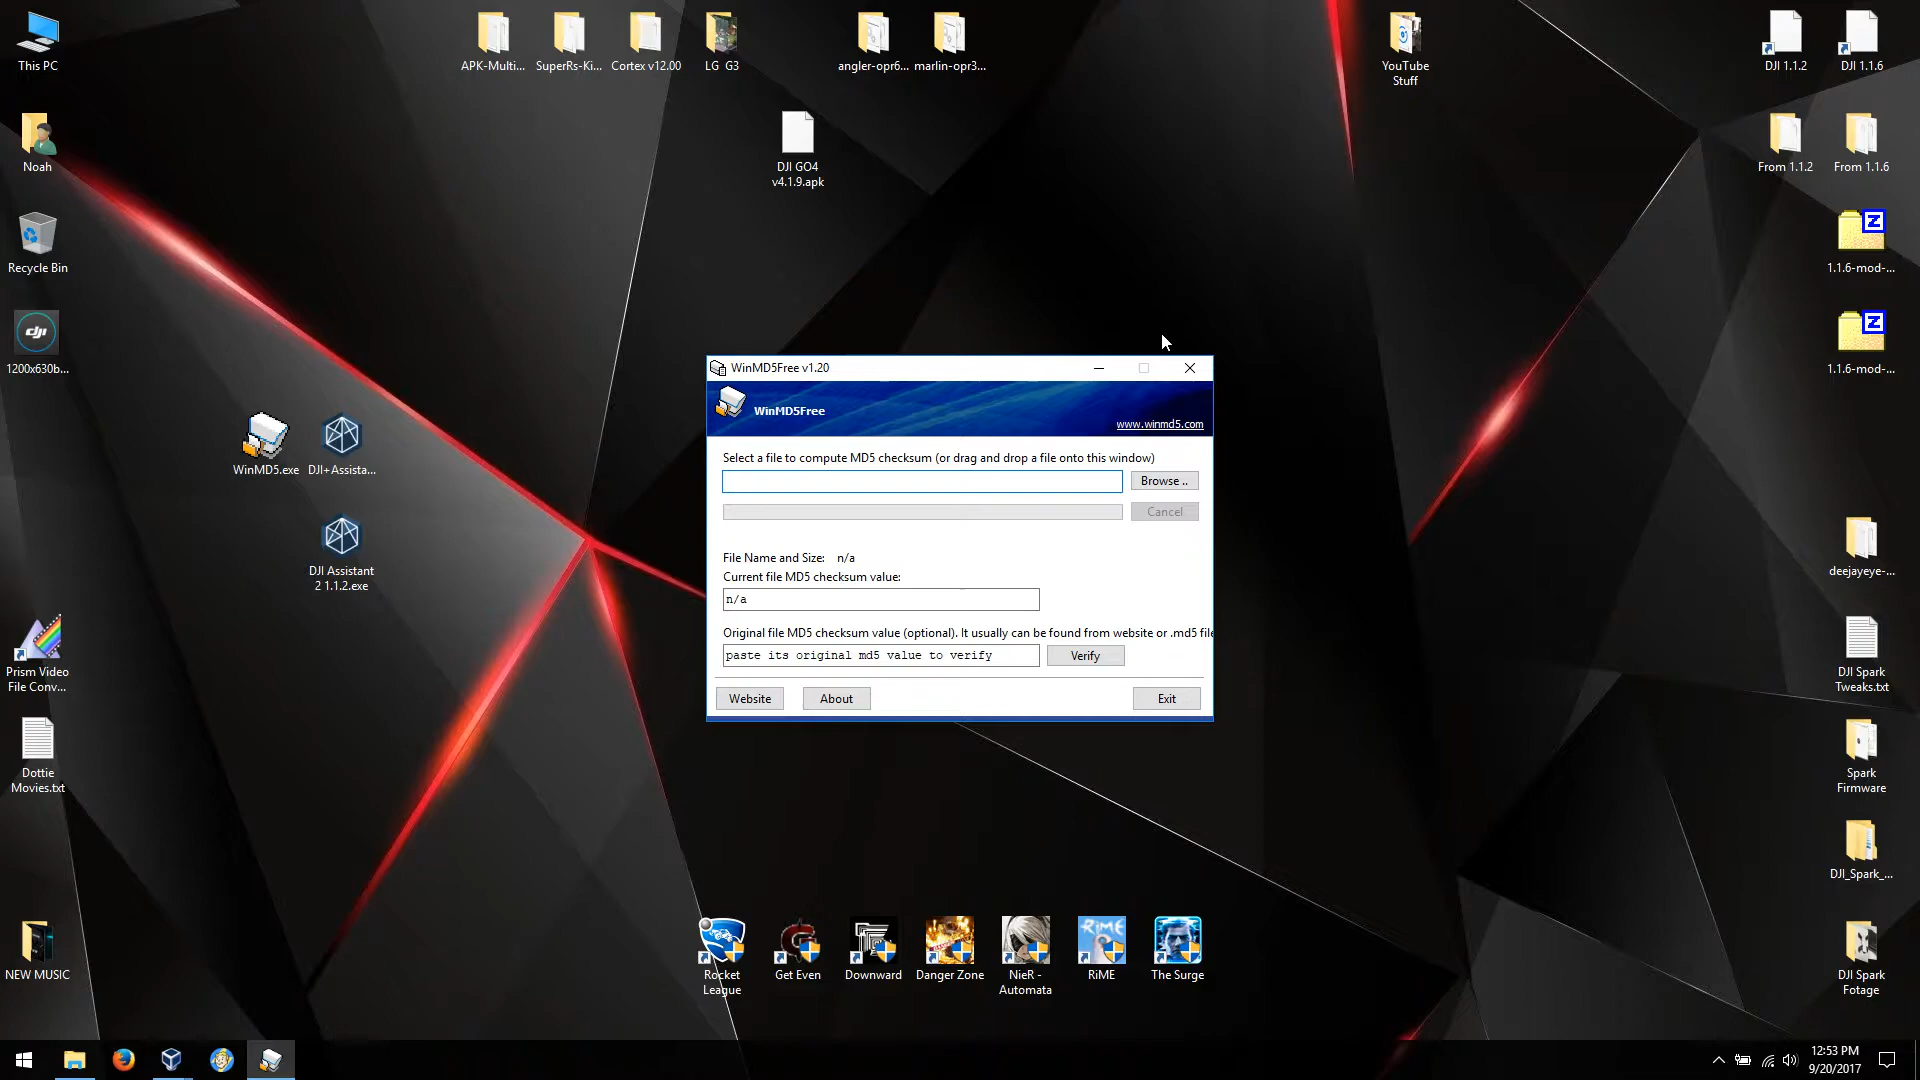 This PC
APK-Multi...
SuperRs-Ki...
Cortex v12.00
LG G3
angler-opr6...
marlin-opr3...
YouTube
Stuff
DJI 1.1.2
DJI 1.1.6
Noah
DJI GO4
v4.1.9.apk
From 1.1.2
From 1.1.6
Recycle Bin
Z
1.1.6-mod-...
dji
1200x630b...
Z
1.1.6-mod-...
WinMD5Free v1.20
WinMD5Free
www.winmd5.com
Select a file to compute MD5 checksum (or drag and drop a file onto this window)
Browse ..
Cancel
File Name and Size: n/a
Current file MD5 checksum value:
n/a
Original file MD5 checksum value (optional). It usually can be found from website or .md5 file
paste its original md5 value to verify
Verify
Website
About
Exit
WinMD5.exe
DJI+Assista...
DJI Assistant
2 1.1.2.exe
deejayeye-...
Prism Video
File Conv...
DJI Spark
Tweaks.txt
Dottie
Movies.txt
Spark
Firmware
DJI_Spark_...
NEW MUSIC
RiME
Rocket
League
Get Even
Downward
Danger Zone
NieR -
Automata
RiME
The Surge
DJI Spark
Fotage
12:53 PM
9/20/2017